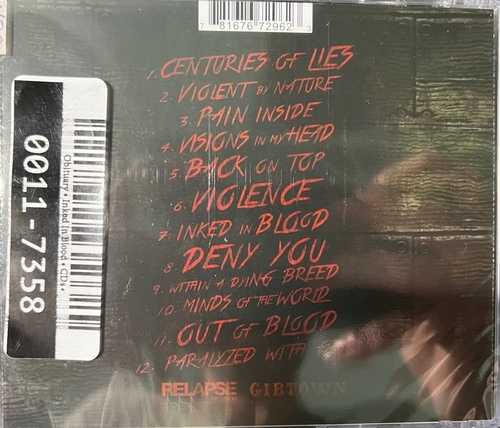 7 81676 72962
1. CENTURIES OF LIES
2. VIOLENT BY NATURE
3. PAIN INSIDE
4. VISIONS IN MY HEAD
5. BACK ON TOP
6. VIOLENCE
7. INKED IN BLOOD
8. DENY YOU
9. WITHIN A DYING BREED
10. MINDS OF THE WORLD
11. OUT OF BLOOD
12. PARALYZED WITH
RELAPSE GIBTOWN
Obituary • Inked In Blood • CDs •
0011-7358